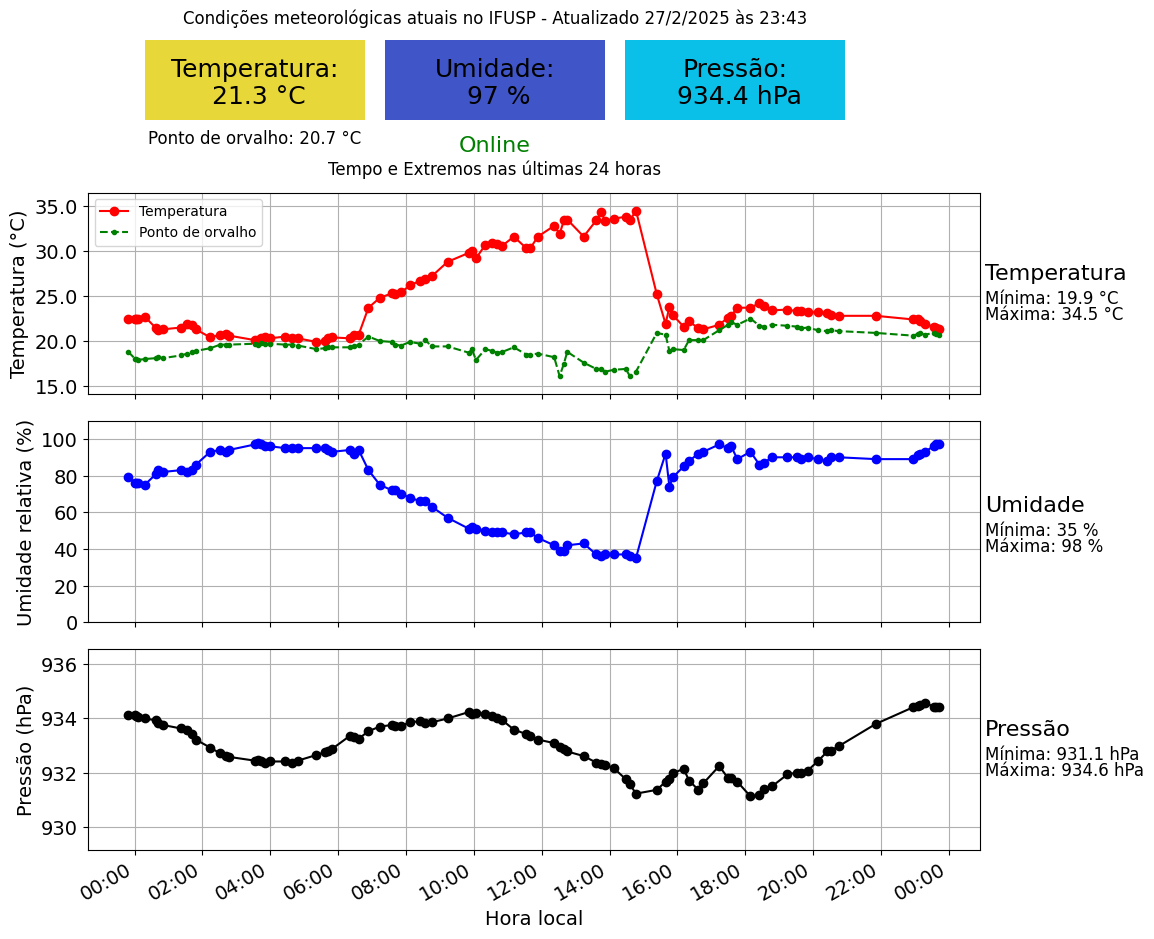 Condições meteorológicas atuais no IFUSP - Atualizado 27/2/2025 às 23:43
Temperatura:
21.3 °C
Umidade:
97 %
Pressão:
934.4 hPa
Ponto de orvalho: 20.7 °C
Online
Tempo e Extremos nas últimas 24 horas
Temperatura (°C)
35.0
30.0
25.0
20.0
15.0
Temperatura
Ponto de orvalho
Temperatura
Mínima: 19.9 °C
Máxima: 34.5 °C
Umidade relativa (%)
100
80
60
40
20
0
Umidade
Mínima: 35 %
Máxima: 98 %
Pressão (hPa)
936
934
932
930
Pressão
Mínima: 931.1 hPa
Máxima: 934.6 hPa
00:00 02:00 04:00 06:00 08:00 10:00 12:00 14:00 16:00 18:00 20:00 22:00 00:00
Hora local